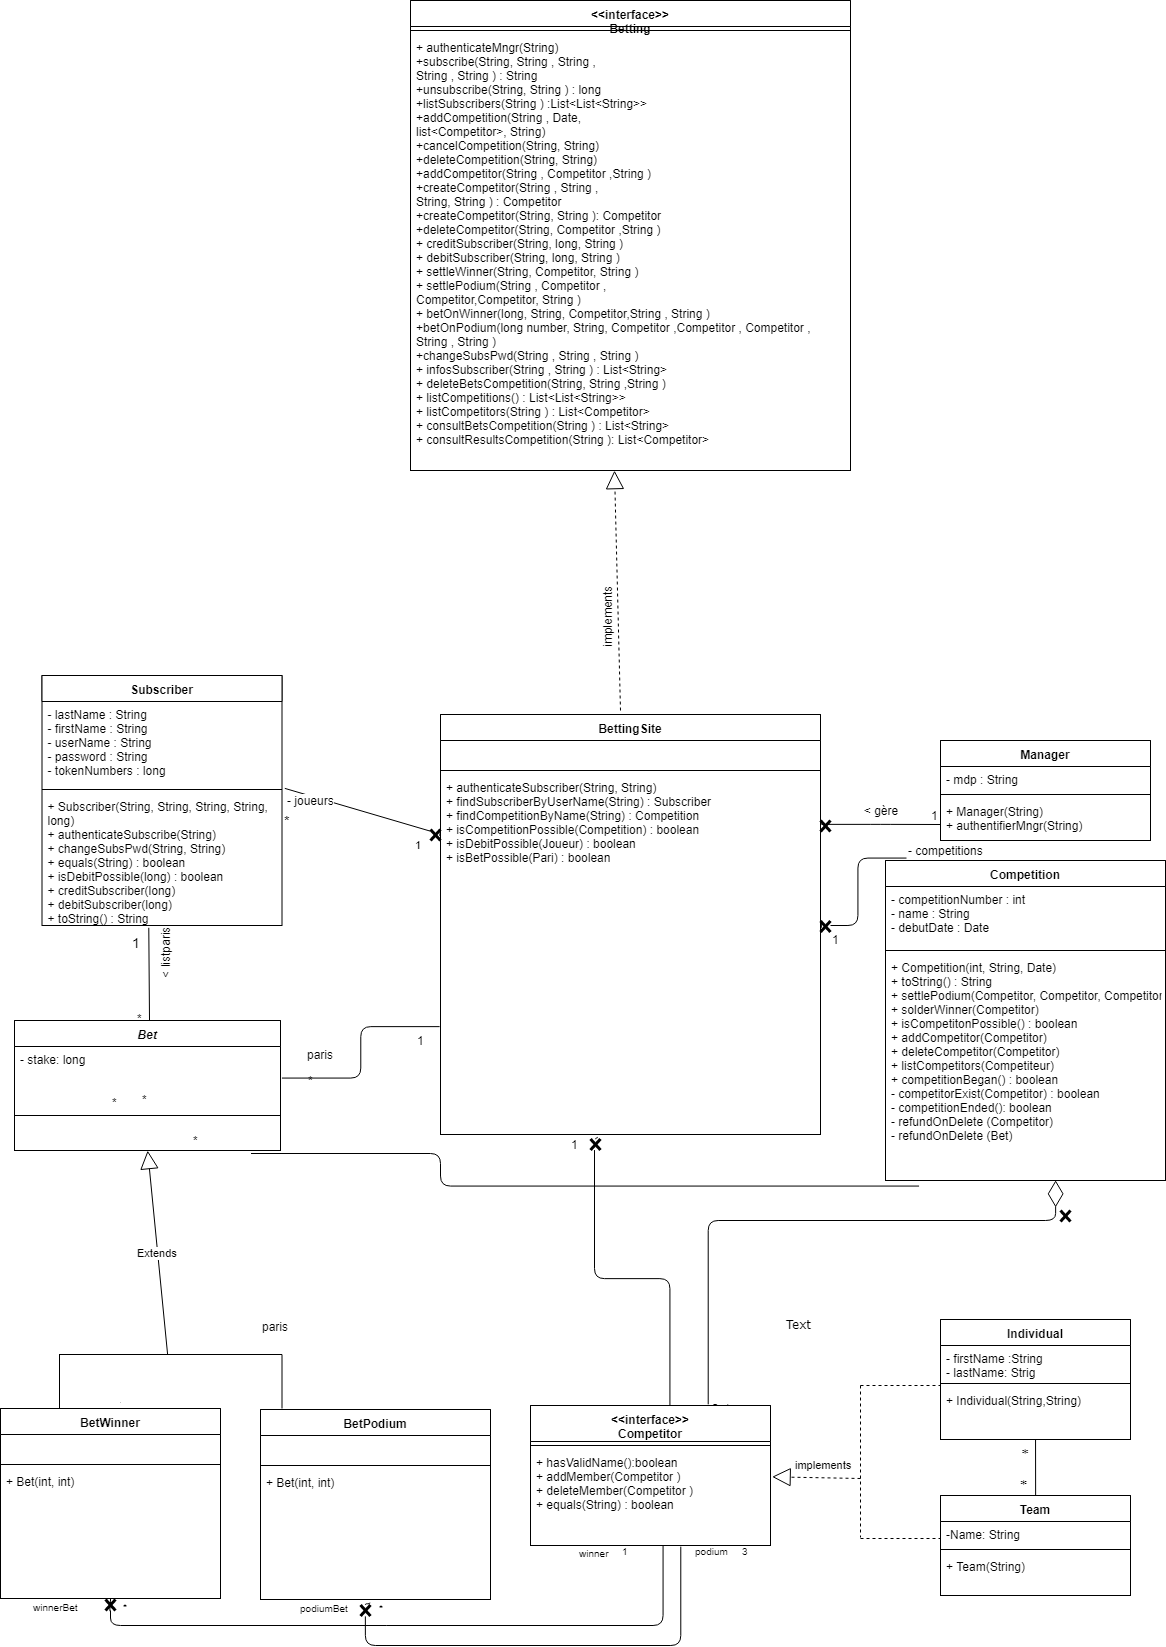 <<interface>>
Betting
+ authenticateMngr(String)
+subscribe(String, String , String ,
String , String ) : String
+unsubscribe(String, String ) : long
+listSubscribers(String ) :List<List<String>>
+addCompetition(String , Date,
list<Competitor>, String)
+cancelCompetition(String, String)
+deleteCompetition(String, String)
+addCompetitor(String , Competitor ,String )
+createCompetitor(String , String ,
String, String ) : Competitor
+createCompetitor(String, String ): Competitor
+deleteCompetitor(String, Competitor ,String )
+ creditSubscriber(String, long, String )
+ debitSubscriber(String, long, String )
+ settleWinner(String, Competitor, String )
+ settlePodium(String , Competitor ,
Competitor,Competitor, String )
+ betOnWinner(long, String, Competitor,String , String )
+betOnPodium(long number, String, Competitor ,Competitor , Competitor ,
String , String )
+changeSubsPwd(String , String , String )
+ infosSubscriber(String , String ) : List<String>
+ deleteBetsCompetition(String, String ,String )
+ listCompetitions() : List<List<String>>
+ listCompetitors(String ) : List<Competitor>
+ consultBetsCompetition(String ) : List<String>
+ consultResultsCompetition(String ): List<Competitor>
implements
Subscriber
- lastName : String
- firstName : String
- userName : String
- password : String
- tokenNumbers : long
+ Subscriber(String, String, String, String,
long)
+ authenticateSubscribe(String)
+ changeSubsPwd(String, String)
+ equals(String) : boolean
+ isDebitPossible(long) : boolean
+ creditSubscriber(long)
+ debitSubscriber(long)
+ toString() : String
- joueurs
*
1
BettingSite
+ authenticateSubscriber(String, String)
+ findSubscriberByUserName(String) : Subscriber
+ findCompetitionByName(String) : Competition
+ isCompetitionPossible(Competition) : boolean
+ isDebitPossible(Joueur) : boolean
+ isBetPossible(Pari) : boolean
< gère
1
Manager
- mdp : String
+ Manager(String)
+ authentifierMngr(String)
- competitions
1
Competition
- competitionNumber : int
- name : String
- debutDate : Date
+ Competition(int, String, Date)
+ toString() : String
+ settlePodium(Competitor, Competitor, Competitor
+ solderWinner(Competitor)
+ isCompetitonPossible() : boolean
+ addCompetitor(Competitor)
+ deleteCompetitor(Competitor)
+ listCompetitors(Competiteur)
+ competitionBegan() : boolean
- competitorExist(Competitor) : boolean
- competitionEnded(): boolean
- refundOnDelete (Competitor)
- refundOnDelete (Bet)
1
< listparis
*
Bet
- stake: long
*
*
*
paris
*
1
1
Extends
paris
Text
BetWinner
+ Bet(int, int)
BetPodium
+ Bet(int, int)
<<interface>>
Competitor
+ hasValidName():boolean
+ addMember(Competitor )
+ deleteMember(Competitor )
+ equals(String) : boolean
implements
Individual
- firstName :String
- lastName: Strig
+ Individual(String,String)
*
*
Team
-Name: String
+ Team(String)
winner
1
podium
3
winnerBet
*
podiumBet
*